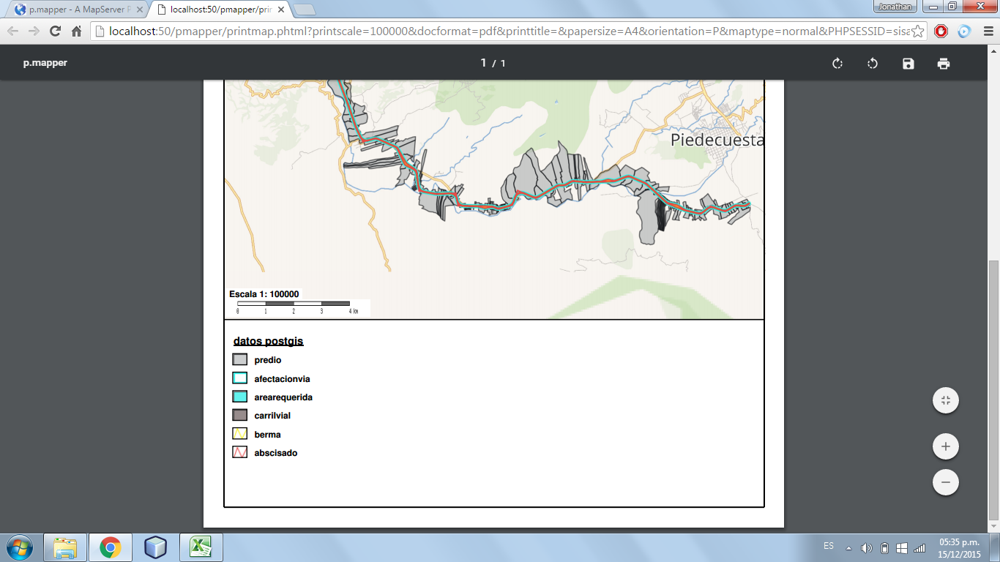 p.mapper - A MapServer P
localhost:50/pmapper/prin
Jonathan
localhost:50/pmapper/printmap.phtml?printscale=100000&docformat=pdf&printtitle=&papersize=A4&orientation=P&maptype=normal&PHPSESSID=sisa
p.mapper
1 / 1
Piedecuesta
Escala 1: 100000
0 1 2 3 4 km
datos postgis
predio
afectacionvia
arearequerida
carrilvial
berma
abscisado
ES
05:35 p.m.
15/12/2015